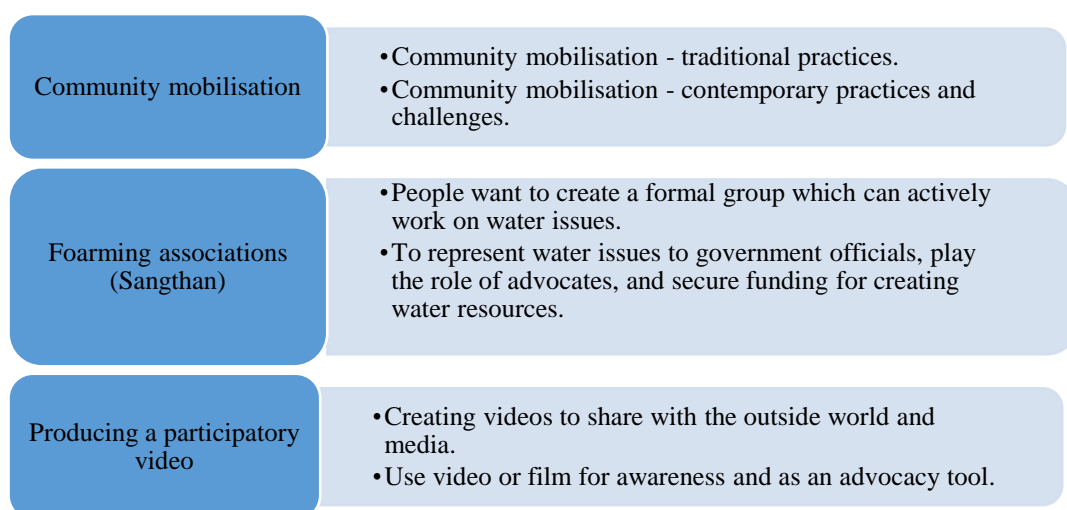 Community mobilisation
•Community mobilisation - traditional practices.
•Community mobilisation - contemporary practices and
challenges.
Foarming associations
(Sangthan)
•People want to create a formal group which can actively
work on water issues.
•To represent water issues to government officials, play
the role of advocates, and secure funding for creating
water resources.
Producing a participatory
video
•Creating videos to share with the outside world and
media.
•Use video or film for awareness and as an advocacy tool.